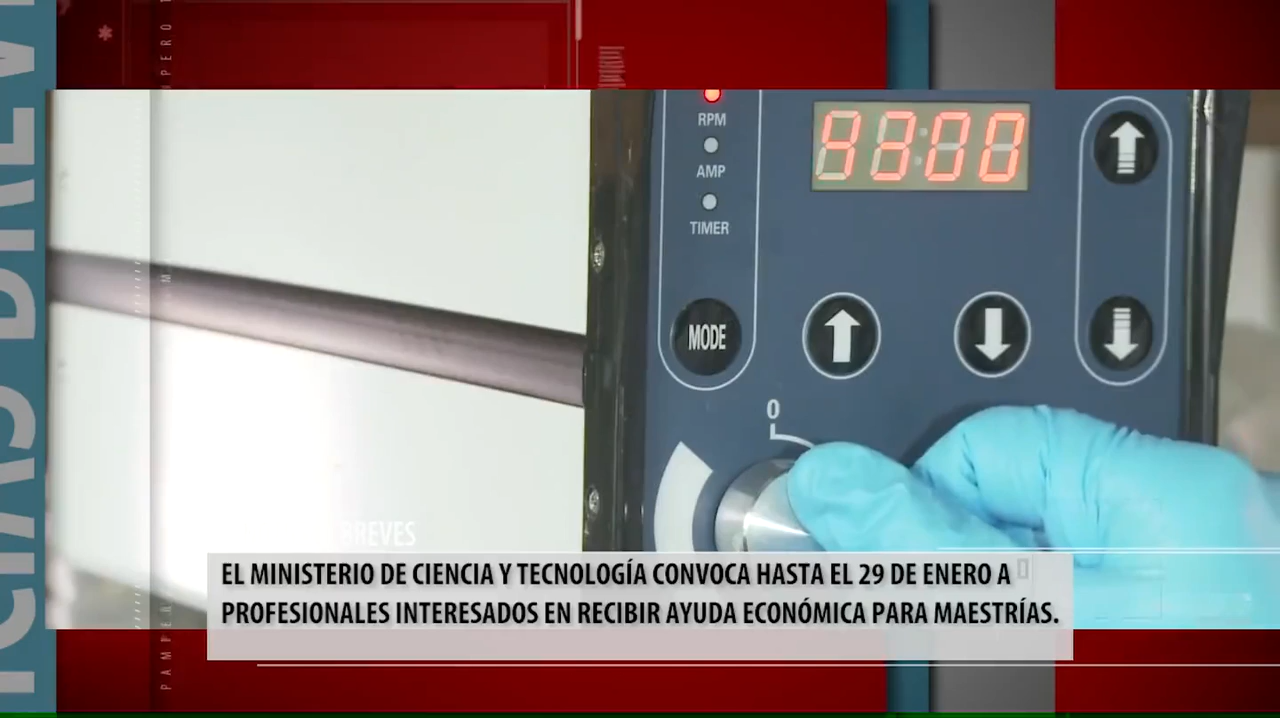 RPM
AMP
TIMER
9300
MODE
0
BREVES
EL MINISTERIO DE CIENCIA Y TECNOLOGÍA CONVOCA HASTA EL 29 DE ENERO A
PROFESIONALES INTERESADOS EN RECIBIR AYUDA ECONÓMICA PARA MAESTRÍAS.